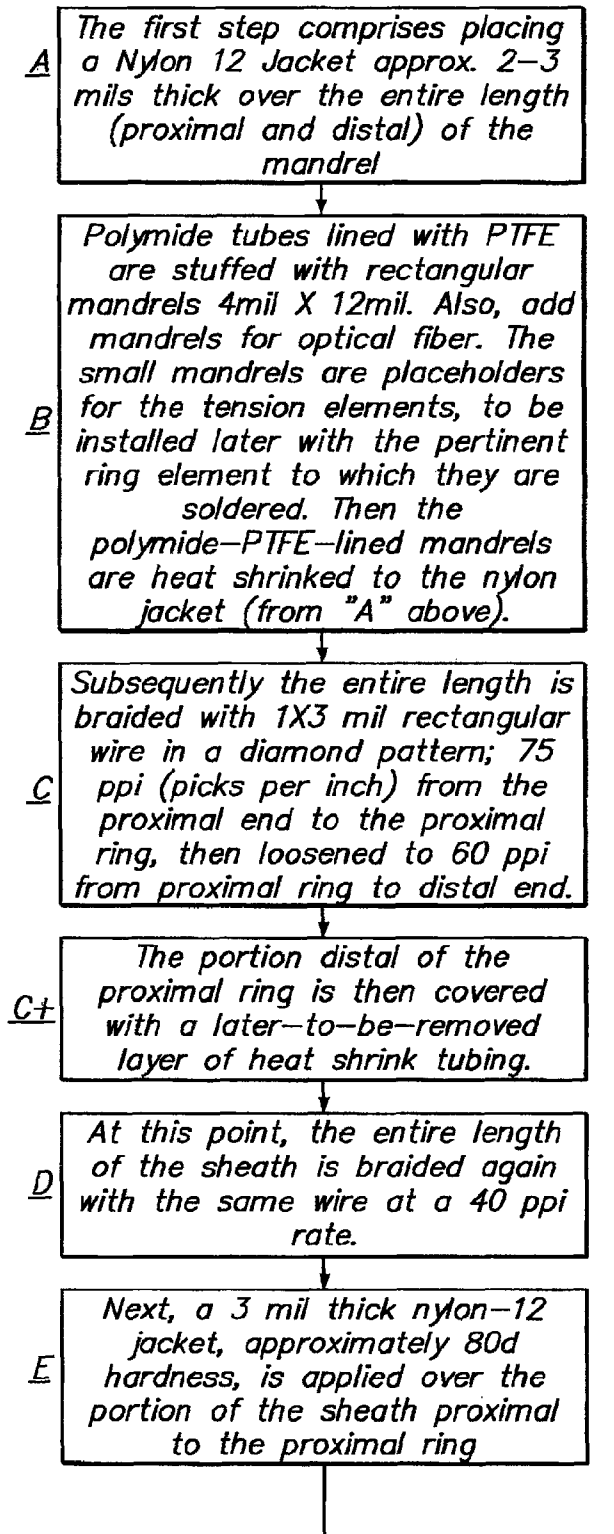 A
The first step comprises placing
a Nylon 12 Jacket approx. 2-3
mils thick over the entire length
(proximal and distal) of the
mandrel
B
Polymide tubes lined with PTFE
are stuffed with rectangular
mandrels 4mil X 12mil. Also, add
mandrels for optical fiber. The
small mandrels are placeholders
for the tension elements, to be
installed later with the pertinent
ring element to which they are
soldered. Then the
polymide-PTFE-lined mandrels
are heat shrinked to the nylon
jacket (from "A" above).
C
Subsequently the entire length is
braided with 1X3 mil rectangular
wire in a diamond pattern; 75
ppi (picks per inch) from the
proximal end to the proximal
ring, then loosened to 60 ppi
from proximal ring to distal end.
C+
The portion distal of the
proximal ring is then covered
with a later-to-be-removed
layer of heat shrink tubing.
D
At this point, the entire length
of the sheath is braided again
with the same wire at a 40 ppi
rate.
E
Next, a 3 mil thick nylon-12
jacket, approximately 80d
hardness, is applied over the
portion of the sheath proximal
to the proximal ring